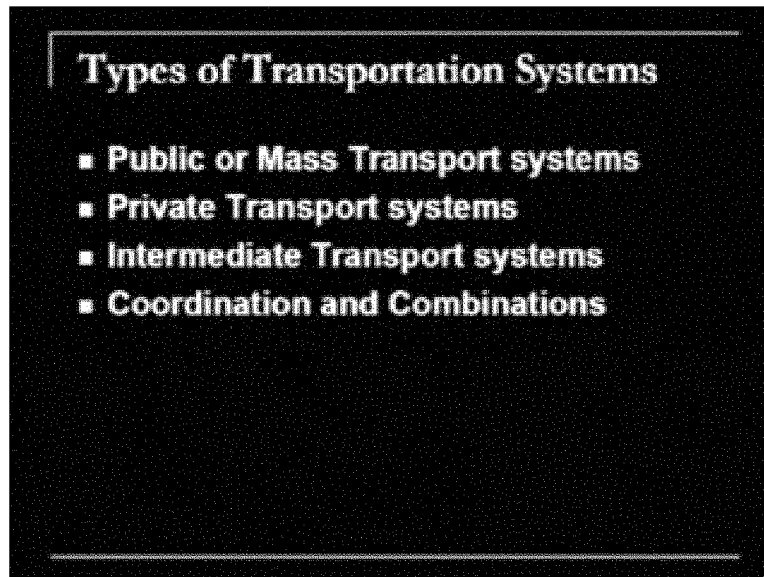 Types of Transportation Systems
Public or Mass Transport systems
Private Transport systems
Intermediate Transport systems
Coordination and Combinations